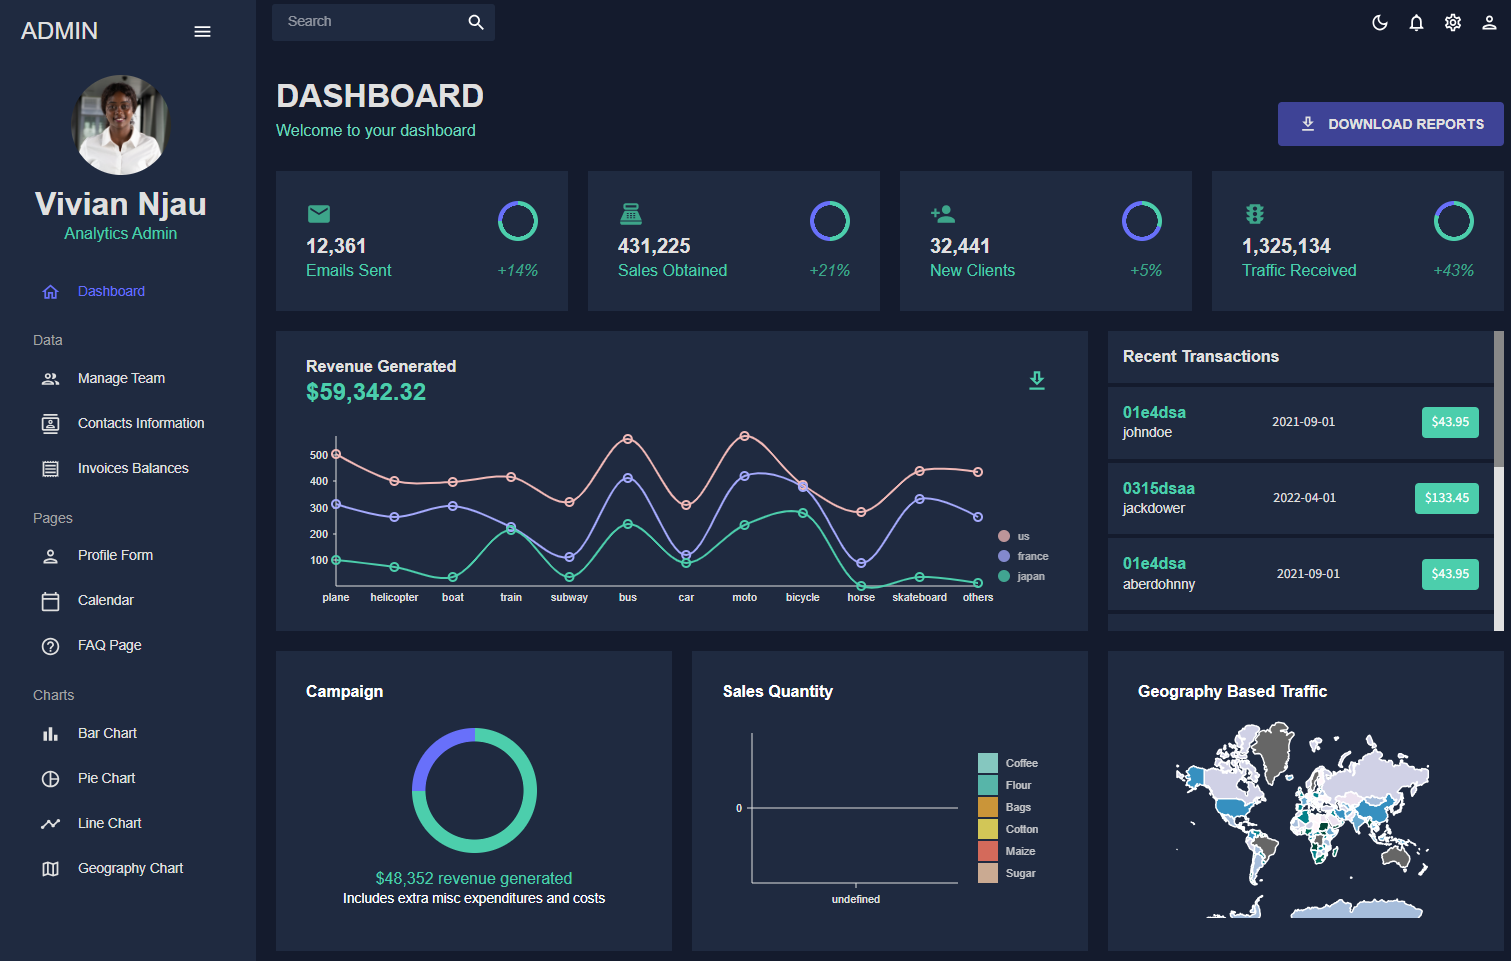 ADMIN
Search
Vivian Njau
Analytics Admin
Dashboard
Data
Manage Team
Contacts Information
Invoices Balances
Pages
Profile Form
Calendar
FAQ Page
Charts
Bar Chart
Pie Chart
Line Chart
Geography Chart
DASHBOARD
Welcome to your dashboard
DOWNLOAD REPORTS
12,361
Emails Sent
+14%
431,225
Sales Obtained
+21%
32,441
New Clients
+5%
1,325,134
Traffic Received
+43%
Revenue Generated
$59,342.32
500
400
300
200
100
plane helicopter boat train subway bus car moto bicycle horse skateboard others
us
france
japan
Recent Transactions
01e4dsa
johndoe
2021-09-01
$43.95
0315dsaa
jackdower
2022-04-01
$133.45
01e4dsa
aberdohnny
2021-09-01
$43.95
Campaign
$48,352 revenue generated
Includes extra misc expenditures and costs
Sales Quantity
0
undefined
Coffee
Flour
Bags
Cotton
Maize
Sugar
Geography Based Traffic